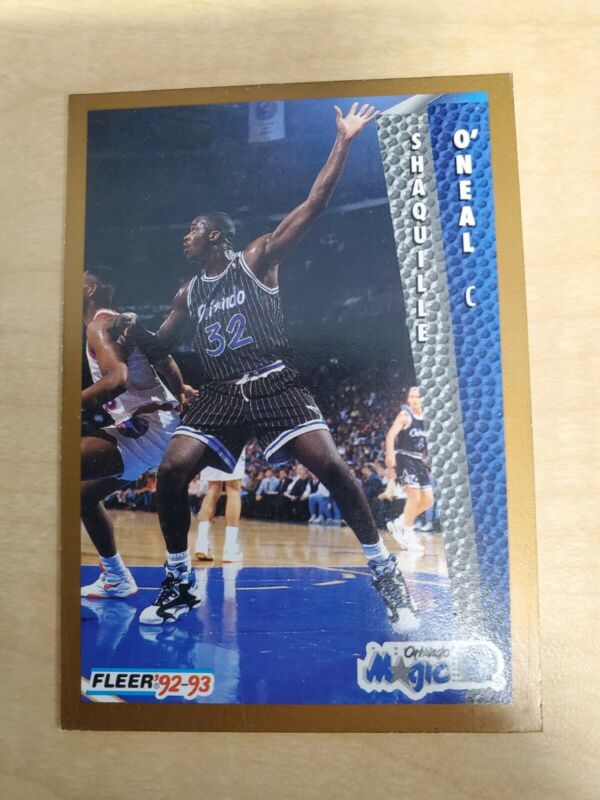 SHAQUILLE
O'NEAL C
Orlando
32
Orlando
Magic
FLEER '92-93